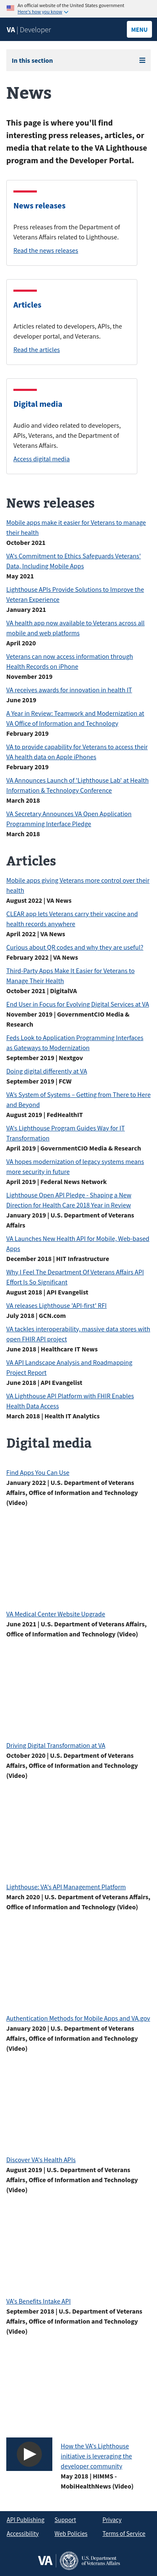 An official website of the United States government
Here's how you know
VA | Developer
MENU
In this section
News
This page is where you'll find
interesting press releases, articles, or
media that relate to the VA Lighthouse
program and the Developer Portal.
News releases
Press releases from the Department of
Veterans Affairs related to Lighthouse.
Read the news releases
Articles
Articles related to developers, APIs, the
developer portal, and Veterans.
Read the articles
Digital media
Audio and video related to developers,
APIs, Veterans, and the Department of
Veterans Affairs.
Access digital media
News releases
Mobile apps make it easier for Veterans to manage
their health
October 2021
VA's Commitment to Ethics Safeguards Veterans'
Data, Including Mobile Apps
May 2021
Lighthouse APIs Provide Solutions to Improve the
Veteran Experience
January 2021
VA health app now available to Veterans across all
mobile and web platforms
April 2020
Veterans can now access information through
Health Records on iPhone
November 2019
VA receives awards for innovation in health IT
June 2019
A Year in Review: Teamwork and Modernization at
VA Office of Information and Technology
February 2019
VA to provide capability for Veterans to access their
VA health data on Apple iPhones
February 2019
VA Announces Launch of 'Lighthouse Lab' at Health
Information & Technology Conference
March 2018
VA Secretary Announces VA Open Application
Programming Interface Pledge
March 2018
Articles
Mobile apps giving Veterans more control over their
health
August 2022 | VA News
CLEAR app lets Veterans carry their vaccine and
health records anywhere
April 2022 | VA News
Curious about QR codes and why they are useful?
February 2022 | VA News
Third-Party Apps Make It Easier for Veterans to
Manage Their Health
October 2021 | DigitalVA
End User in Focus for Evolving Digital Services at VA
November 2019 | GovernmentCIO Media &
Research
Feds Look to Application Programming Interfaces
as Gateways to Modernization
September 2019 | Nextgov
Doing digital differently at VA
September 2019 | FCW
VA's System of Systems – Getting from There to Here
and Beyond
August 2019 | FedHealthIT
VA's Lighthouse Program Guides Way for IT
Transformation
April 2019 | GovernmentCIO Media & Research
VA hopes modernization of legacy systems means
more security in future
April 2019 | Federal News Network
Lighthouse Open API Pledge - Shaping a New
Direction for Health Care 2018 Year in Review
January 2019 | U.S. Department of Veterans
Affairs
VA Launches New Health API for Mobile, Web-based
Apps
December 2018 | HIT Infrastructure
Why I Feel The Department Of Veterans Affairs API
Effort Is So Significant
August 2018 | API Evangelist
VA releases Lighthouse 'API-first' RFI
July 2018 | GCN.com
VA tackles interoperability, massive data stores with
open FHIR API project
June 2018 | Healthcare IT News
VA API Landscape Analysis and Roadmapping
Project Report
June 2018 | API Evangelist
VA Lighthouse API Platform with FHIR Enables
Health Data Access
March 2018 | Health IT Analytics
Digital media
Find Apps You Can Use
January 2022 | U.S. Department of Veterans
Affairs, Office of Information and Technology
(Video)
VA Medical Center Website Upgrade
June 2021 | U.S. Department of Veterans Affairs,
Office of Information and Technology (Video)
Driving Digital Transformation at VA
October 2020 | U.S. Department of Veterans
Affairs, Office of Information and Technology
(Video)
Lighthouse: VA's API Management Platform
March 2020 | U.S. Department of Veterans Affairs,
Office of Information and Technology (Video)
Authentication Methods for Mobile Apps and VA.gov
January 2020 | U.S. Department of Veterans
Affairs, Office of Information and Technology
(Video)
Discover VA's Health APIs
August 2019 | U.S. Department of Veterans
Affairs, Office of Information and Technology
(Video)
VA's Benefits Intake API
September 2018 | U.S. Department of Veterans
Affairs, Office of Information and Technology
(Video)
How the VA's Lighthouse
initiative is leveraging the
developer community
May 2018 | HIMMS -
MobiHealthNews (Video)
API Publishing
Support
Privacy
Accessibility
Web Policies
Terms of Service
VA
U.S. Department
of Veterans Affairs